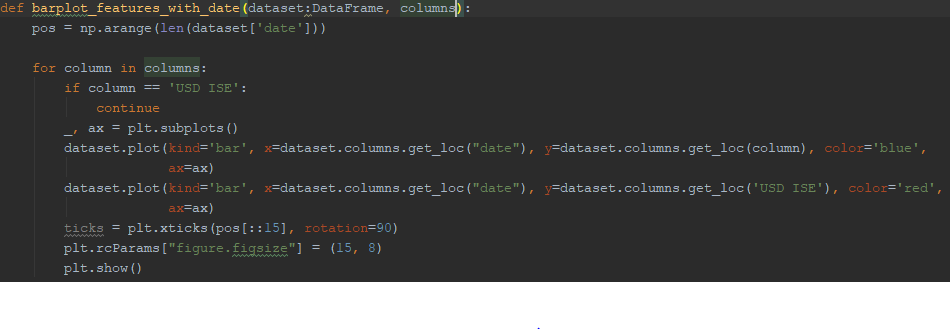 def barplot_features_with_date(dataset:DataFrame, columns):
    pos = np.arange(len(dataset['date']))

    for column in columns:
        if column == 'USD ISE':
            continue
        _, ax = plt.subplots()
        dataset.plot(kind='bar', x=dataset.columns.get_loc("date"), y=dataset.columns.get_loc(column), color='blue',
                     ax=ax)
        dataset.plot(kind='bar', x=dataset.columns.get_loc("date"), y=dataset.columns.get_loc('USD ISE'), color='red',
                     ax=ax)
        ticks = plt.xticks(pos[::15], rotation=90)
        plt.rcParams["figure.figsize"] = (15, 8)
        plt.show()